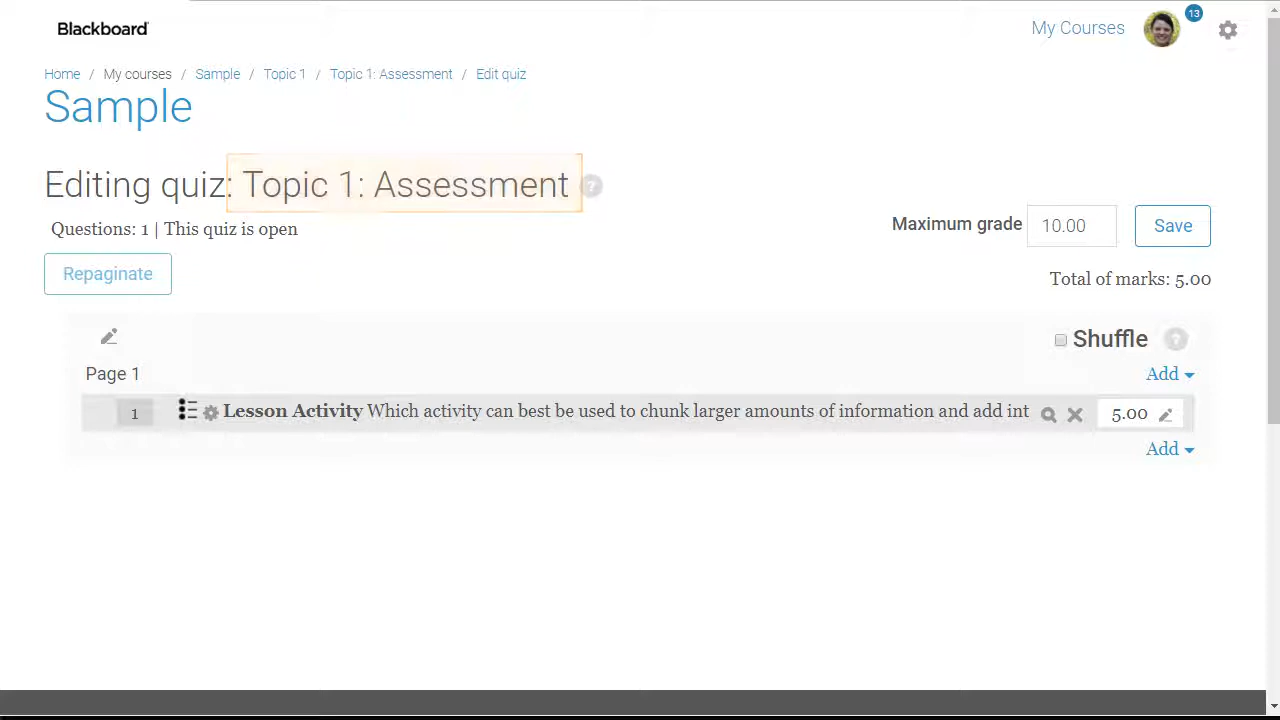 Blackboard
My Courses
13
Home / My courses / Sample / Topic 1 / Topic 1: Assessment / Edit quiz
Sample
Editing quiz: Topic 1: Assessment ?
Questions: 1 | This quiz is open
Maximum grade 10.00 Save
Repaginate
Total of marks: 5.00
Shuffle ?
Page 1
Add
1 Lesson Activity Which activity can best be used to chunk larger amounts of information and add int 5.00
Add